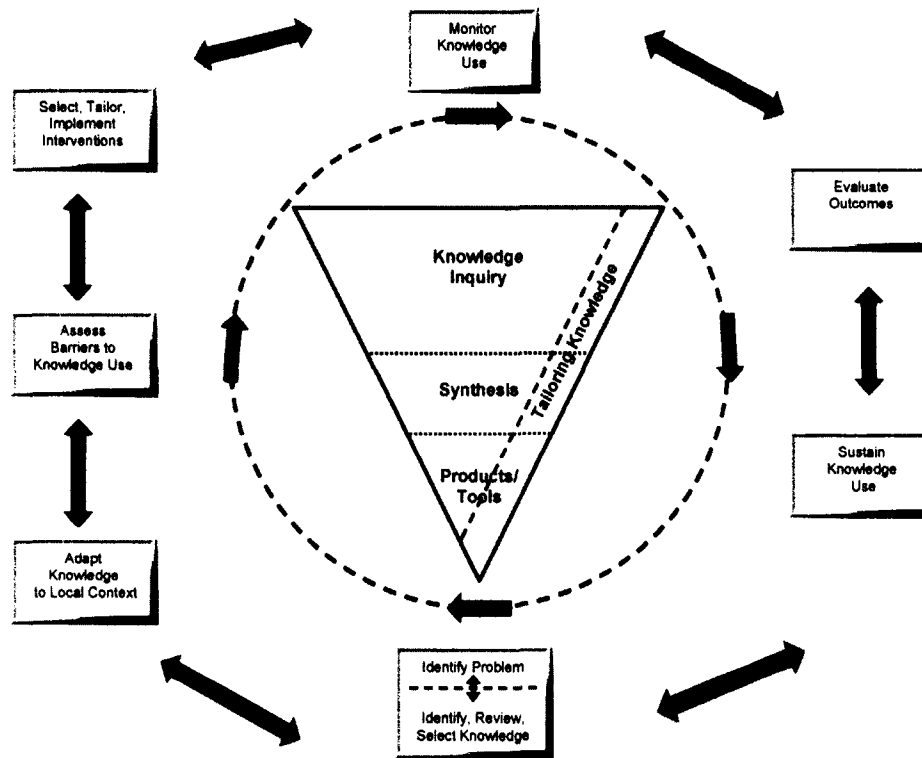 Monitor
Knowledge
Use
Select, Tailor,
Implement
Interventions
Evaluate
Outcomes
Knowledge
Inquiry
Tailoring Knowledge
Assess
Barriers to
Knowledge Use
Synthesis
Sustain
Knowledge
Use
Products/
Tools
Adapt
Knowledge
to Local Context
Identify Problem
Identify, Review,
Select Knowledge